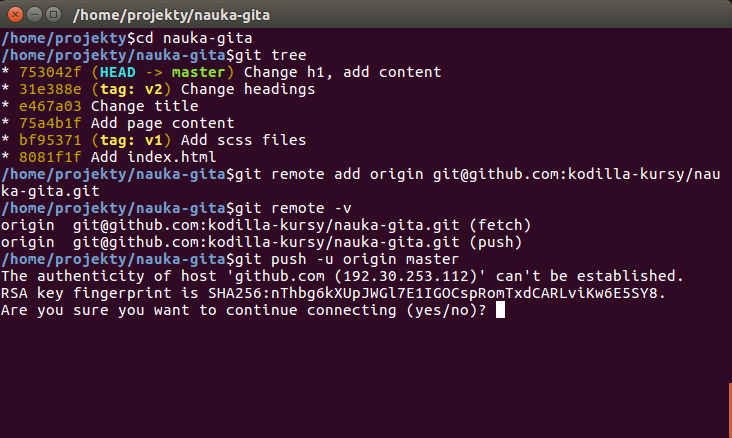 /home/projekty/nauka-gita
/home/projekty$cd nauka-gita
/home/projekty/nauka-gita$git tree
* 753042f (HEAD -> master) Change h1, add content
* 31e388e (tag: v2) Change headings
* e467a03 Change title
* 75a4b1f Add page content
* bf95371 (tag: v1) Add scss files
* 8081f1f Add index.html
/home/projekty/nauka-gita$git remote add origin git@github.com:kodilla-kursy/nau
ka-gita.git
/home/projekty/nauka-gita$git remote -v
origin  git@github.com:kodilla-kursy/nauka-gita.git (fetch)
origin  git@github.com:kodilla-kursy/nauka-gita.git (push)
/home/projekty/nauka-gita$git push -u origin master
The authenticity of host 'github.com (192.30.253.112)' can't be established.
RSA key fingerprint is SHA256:nThbg6kXUpJWGl7E1IGOCspRomTxdCARLviKw6E5SY8.
Are you sure you want to continue connecting (yes/no)?